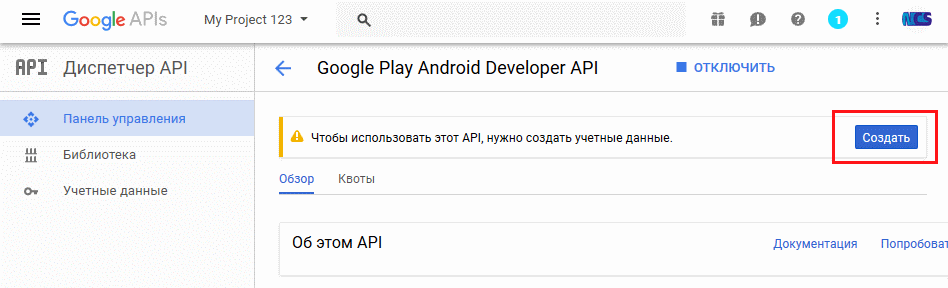 Google APIs My Project 123 1 NCS
API Диспетчер API Google Play Android Developer API ОТКЛЮЧИТЬ
Панель управления
Чтобы использовать этот API, нужно создать учетные данные. Создать
Библиотека
Обзор Квоты
Учетные данные
Об этом API Документация Попробоват